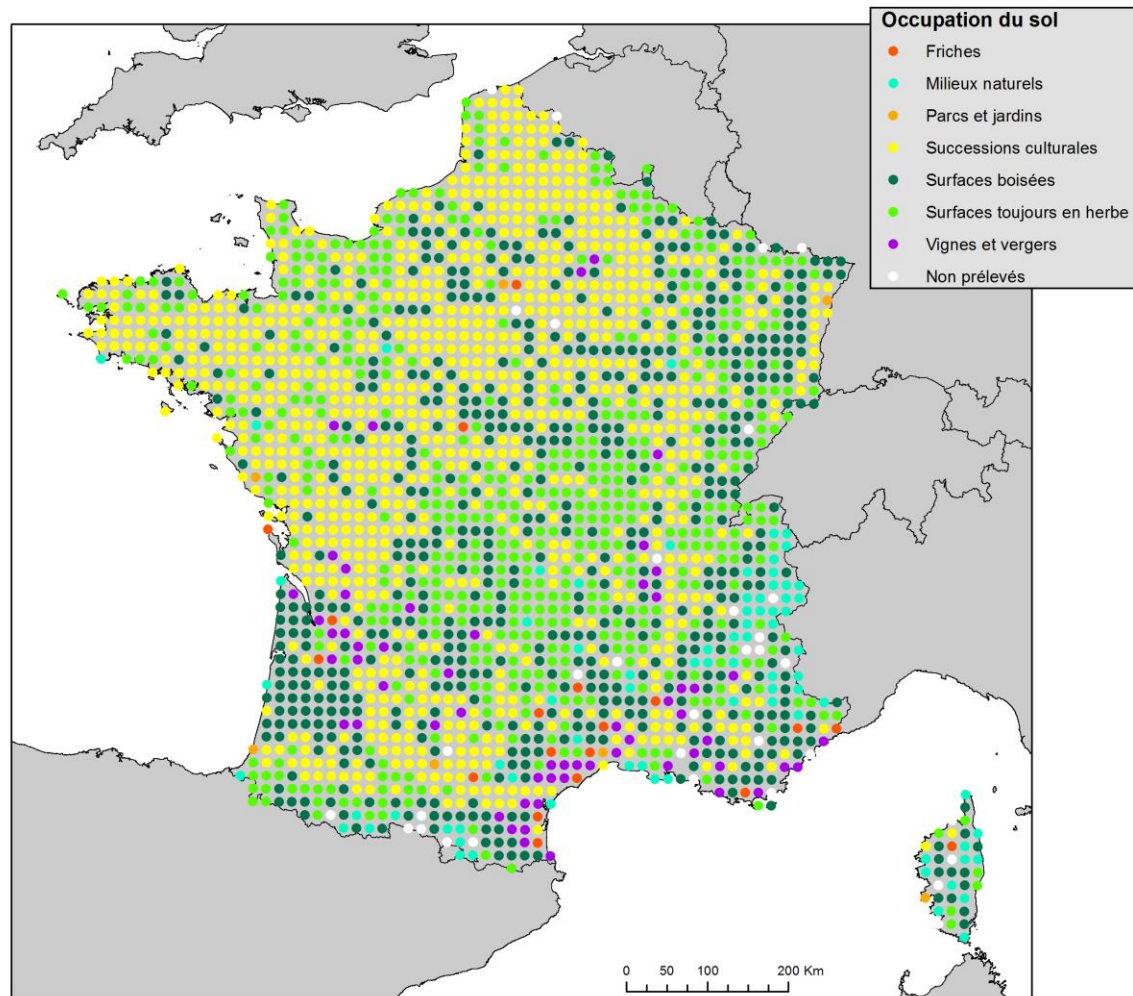 Occupation du sol
Friches
Milieux naturels
Parcs et jardins
Successions culturales
Surfaces boisées
Surfaces toujours en herbe
Vignes et vergers
Non prélevés
0 50 100 200 Km